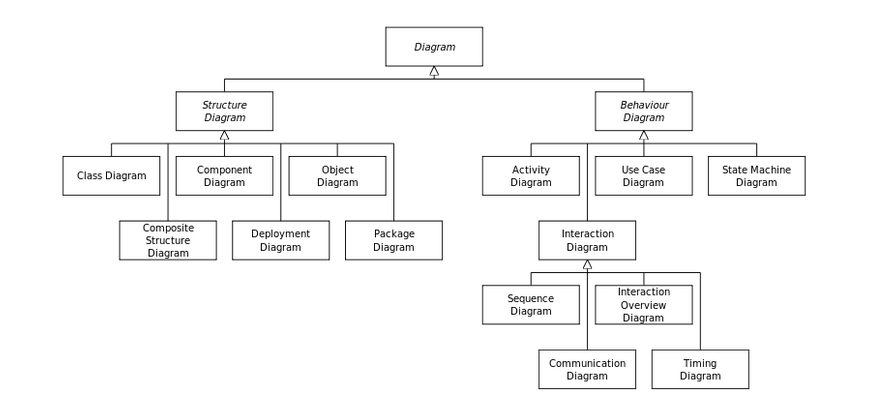 Diagram
Structure
Diagram
Behaviour
Diagram
Class Diagram
Component
Diagram
Object
Diagram
Activity
Diagram
Use Case
Diagram
State Machine
Diagram
Composite
Structure
Diagram
Deployment
Diagram
Package
Diagram
Interaction
Diagram
Sequence
Diagram
Interaction
Overview
Diagram
Communication
Diagram
Timing
Diagram